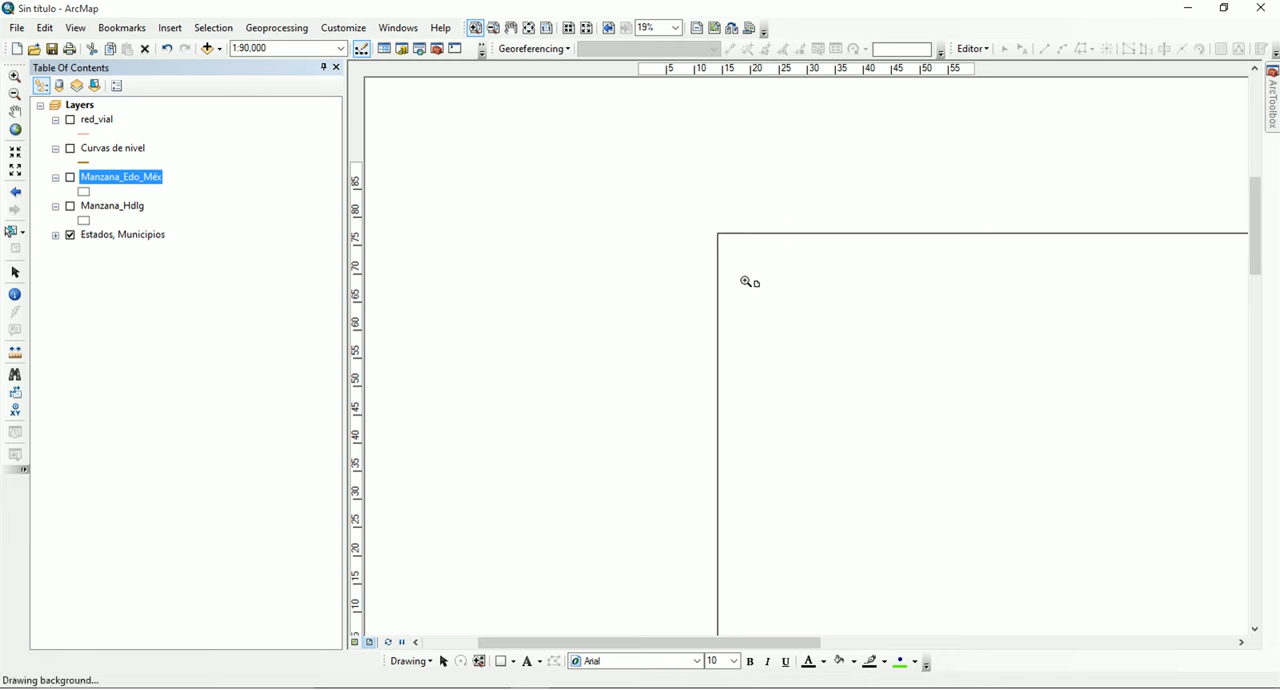 Sin título - ArcMap
File Edit View Bookmarks Insert Selection Geoprocessing Customize Windows Help 19%
1:90,000 Georeferencing Editor
Table Of Contents
Layers
red_vial
Curvas de nivel
Manzana_Edo_Méx
Manzana_Hdlg
Estados, Municipios
5 10 15 20 25 30 35 40 45 50 55
85
80
75
70
65
60
55
50
45
40
35
30
25
20
15
10
5
ArcToolbox
XY
Drawing A Arial 10 B I U A
Drawing background...